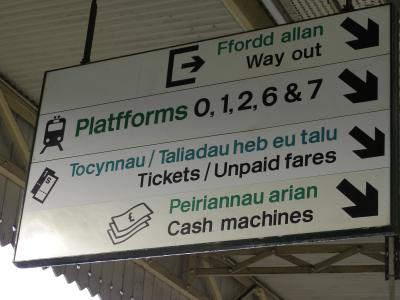 Ffordd allan
Way out
Platfforms 0, 1, 2, 6 & 7
Tocynnau / Taliadau heb eu talu
Tickets / Unpaid fares
Peiriannau arian
Cash machines
£